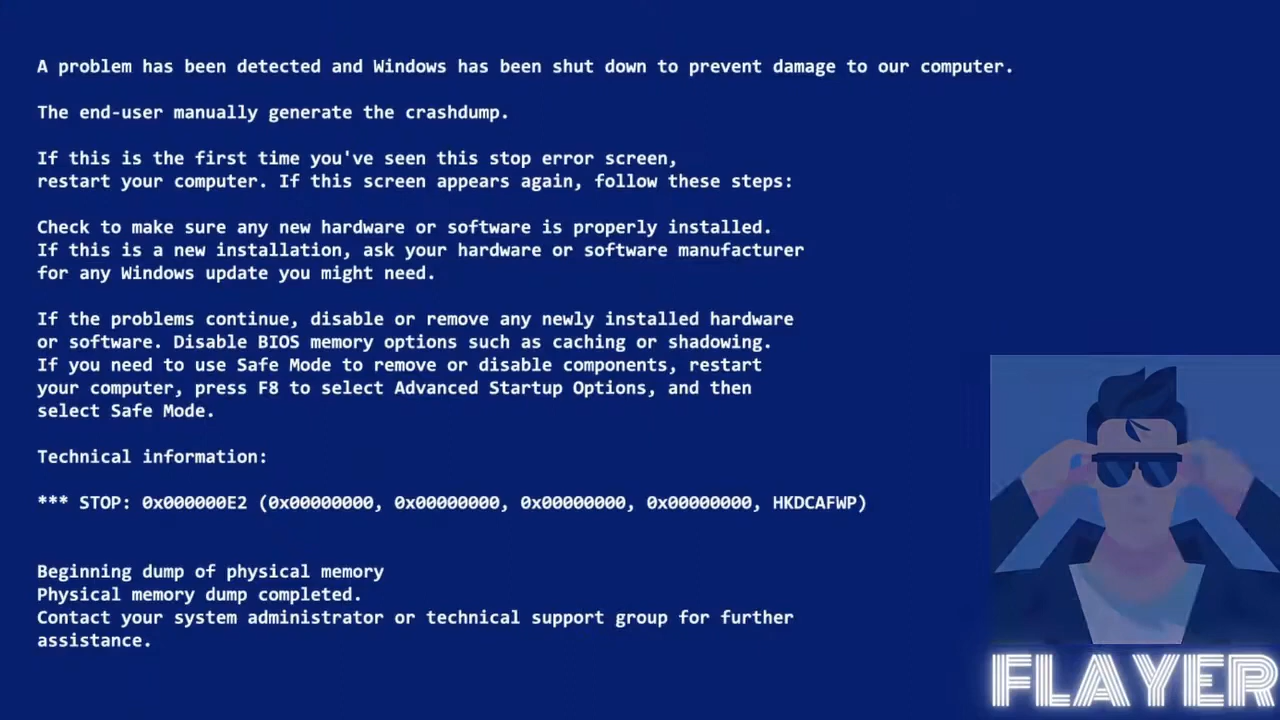 A problem has been detected and Windows has been shut down to prevent damage to our computer.
The end-user manually generate the crashdump.
If this is the first time you've seen this stop error screen,
restart your computer. If this screen appears again, follow these steps:
Check to make sure any new hardware or software is properly installed.
If this is a new installation, ask your hardware or software manufacturer
for any Windows update you might need.
If the problems continue, disable or remove any newly installed hardware
or software. Disable BIOS memory options such as caching or shadowing.
If you need to use Safe Mode to remove or disable components, restart
your computer, press F8 to select Advanced Startup Options, and then
select Safe Mode.
Technical information:
*** STOP: 0x000000E2 (0x00000000, 0x00000000, 0x00000000, 0x00000000, HKDCAFWP)
Beginning dump of physical memory
Physical memory dump completed.
Contact your system administrator or technical support group for further
assistance.
FLAYER